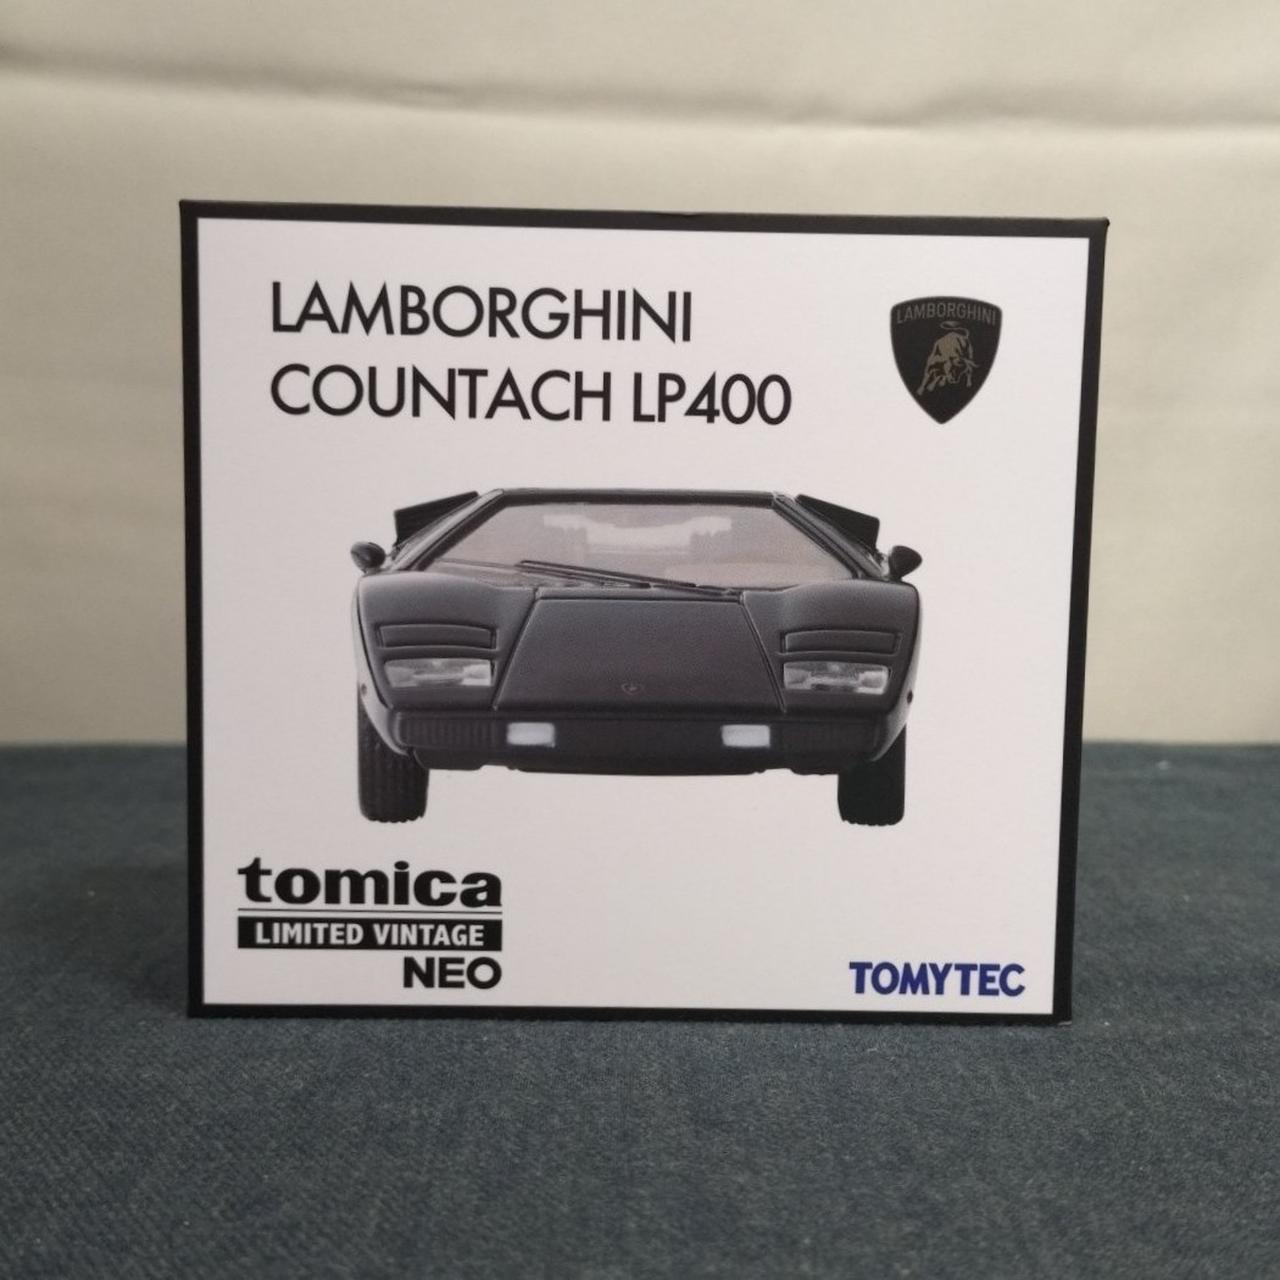 LAMBORGHINI
COUNTACH LP400
LAMBORGHINI
tomica
LIMITED VINTAGE
NEO
TOMYTEC